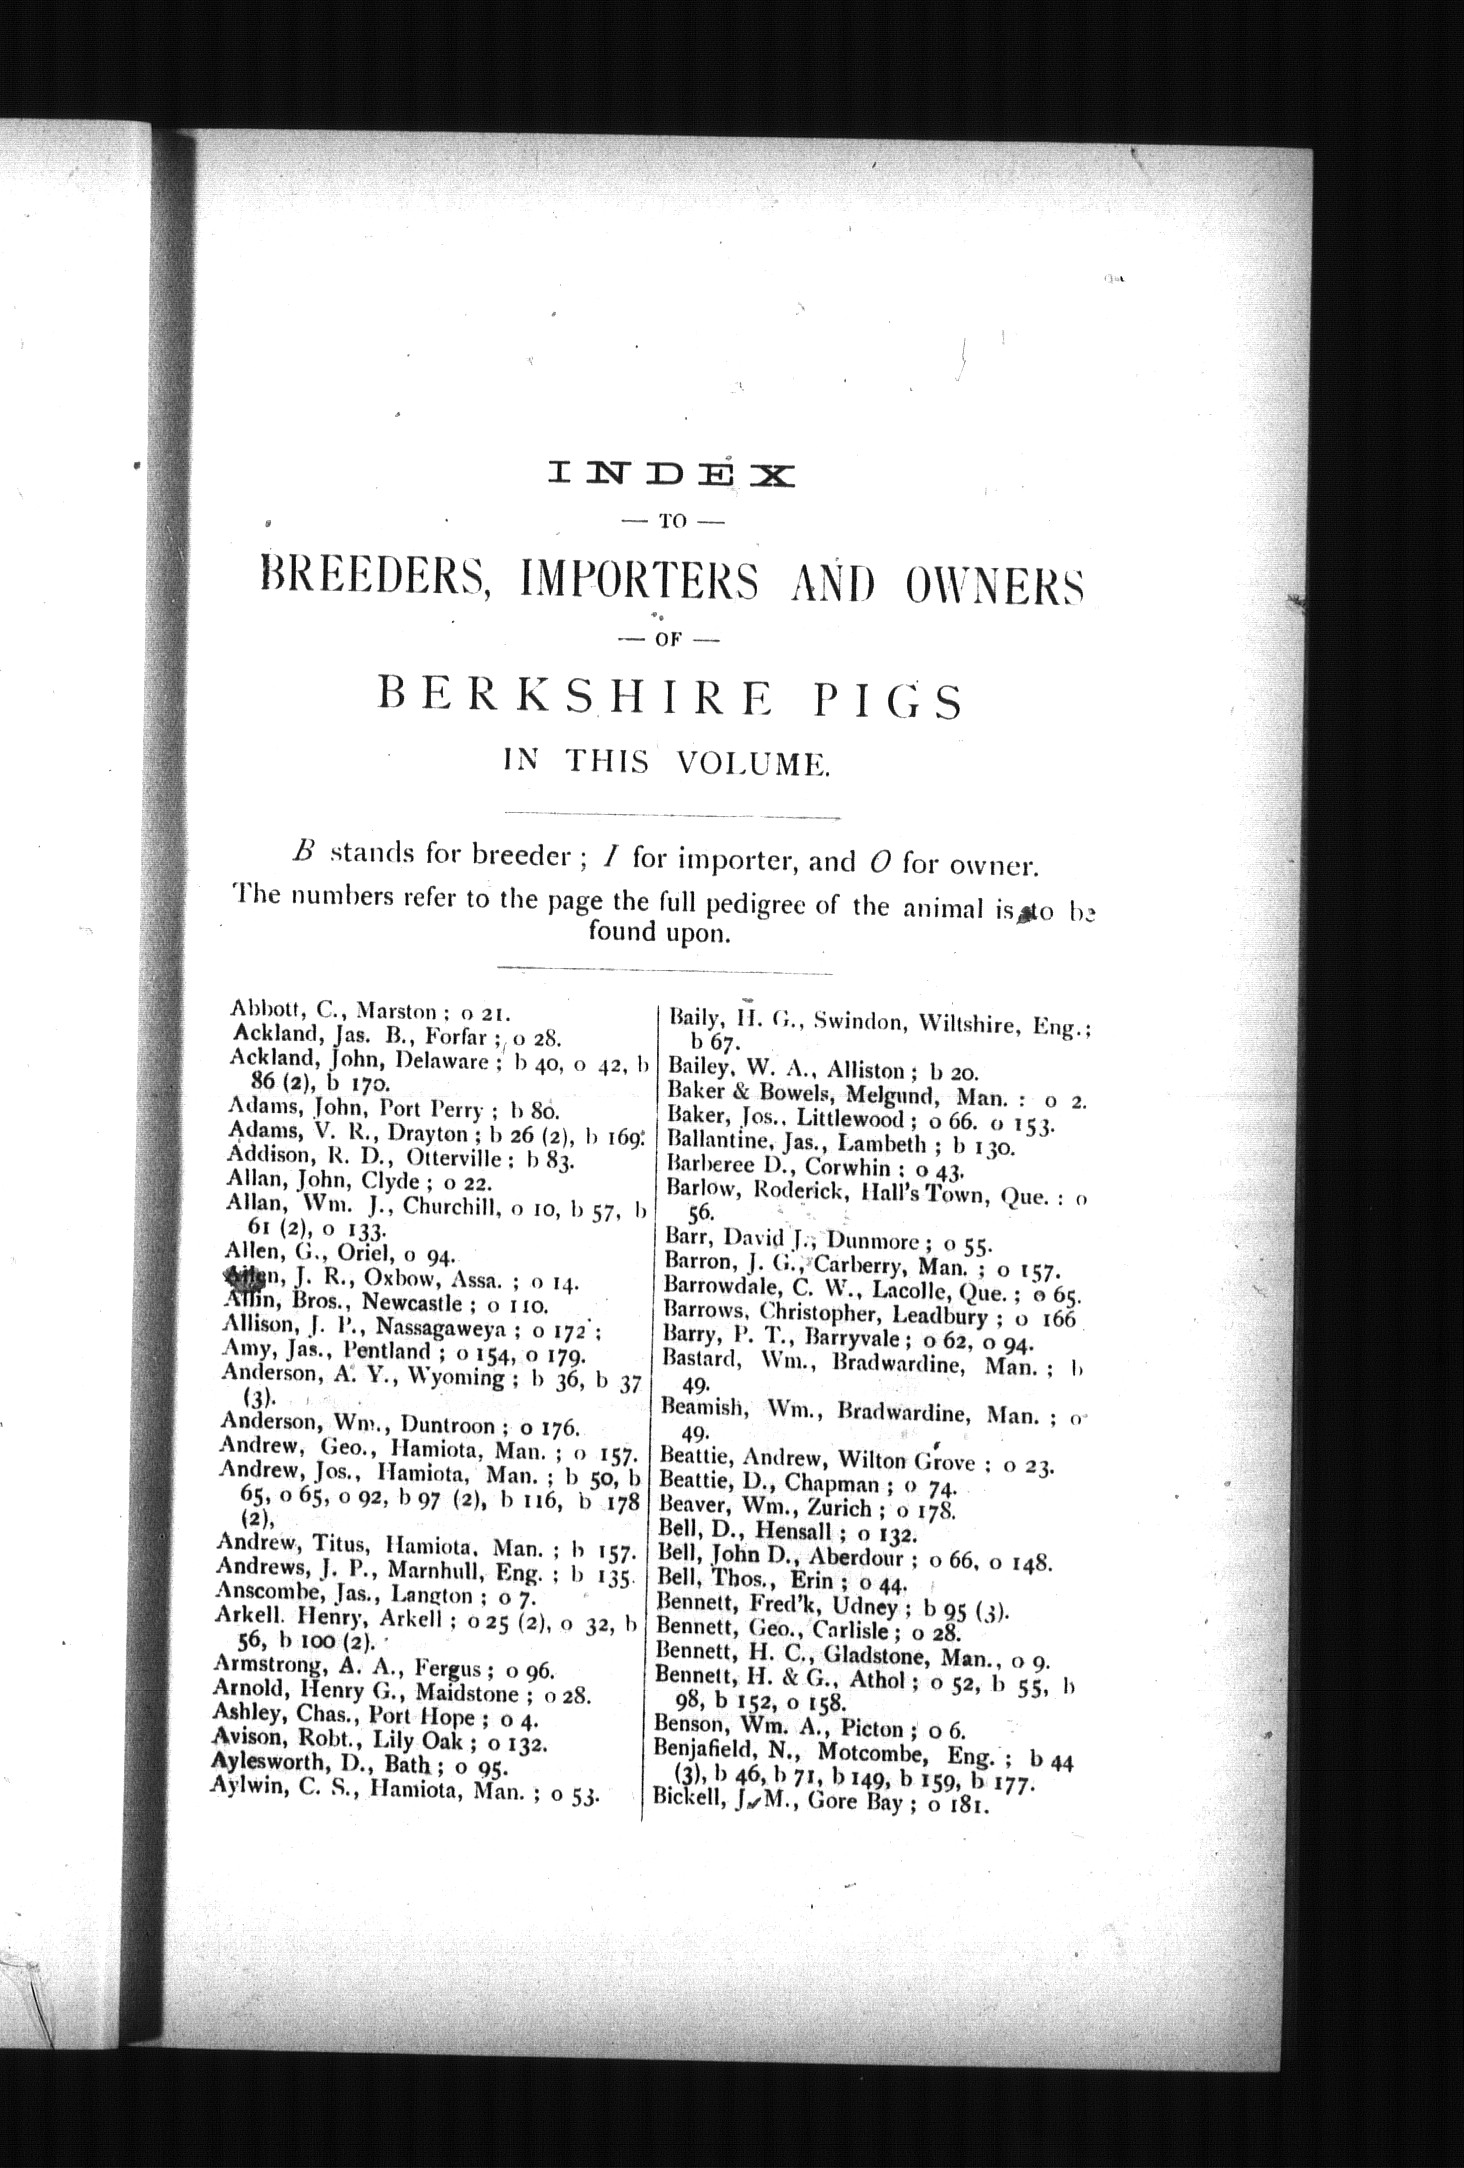 INDEX
— TO —
BREEDERS, IMPORTERS AND OWNERS
— OF —
BERKSHIRE PIGS
IN THIS VOLUME.
B stands for breeder ; I for importer, and O for owner.
The numbers refer to the page the full pedigree of the animal is to be
found upon.
Abbott, C., Marston ; o 21.
Ackland, Jas. B., Forfar ; o 28.
Ackland, John, Delaware ; b 40, o 42, b
86 (2), b 170.
Adams, John, Port Perry ; b 80.
Adams, V. R., Drayton ; b 26 (2), b 169.
Addison, R. D., Otterville ; b 83.
Allan, John, Clyde ; o 22.
Allan, Wm. J., Churchill, o 10, b 57, b
61 (2), o 133.
Allen, G., Oriel, o 94.
Allen, J. R., Oxbow, Assa. ; o 14.
Allin, Bros., Newcastle ; o 110.
Allison, J. P., Nassagaweya ; o 172 ;
Amy, Jas., Pentland ; o 154, o 179.
Anderson, A. Y., Wyoming ; b 36, b 37
(3).
Anderson, Wm., Duntroon ; o 176.
Andrew, Geo., Hamiota, Man. ; o 157.
Andrew, Jos., Hamiota, Man. ; b 50, b
65, o 65, o 92, b 97 (2), b 116, b 178
(2),
Andrew, Titus, Hamiota, Man. ; b 157.
Andrews, J. P., Marnhull, Eng. ; b 135.
Anscombe, Jas., Langton ; o 7.
Arkell. Henry, Arkell ; o 25 (2), o 32, b
56, b 100 (2).
Armstrong, A. A., Fergus ; o 96.
Arnold, Henry G., Maidstone ; o 28.
Ashley, Chas., Port Hope ; o 4.
Avison, Robt., Lily Oak ; o 132.
Aylesworth, D., Bath ; o 95.
Aylwin, C. S., Hamiota, Man. ; o 53.
Baily, H. G., Swindon, Wiltshire, Eng.;
b 67.
Bailey, W. A., Alliston ; b 20.
Baker & Bowels, Melgund, Man. : o 2.
Baker, Jos., Littlewood ; o 66. o 153.
Ballantine, Jas., Lambeth ; b 130.
Barberee D., Corwhin ; o 43.
Barlow, Roderick, Hall's Town, Que. : o
56.
Barr, David J., Dunmore ; o 55.
Barron, J. G., Carberry, Man. ; o 157.
Barrowdale, C. W., Lacolle, Que. ; o 65.
Barrows, Christopher, Leadbury ; o 166
Barry, P. T., Barryvale ; o 62, o 94.
Bastard, Wm., Bradwardine, Man. ; b
49.
Beamish, Wm., Bradwardine, Man. ; o
49.
Beattie, Andrew, Wilton Grove ; o 23.
Beattie, D., Chapman ; o 74.
Beaver, Wm., Zurich ; o 178.
Bell, D., Hensall ; o 132.
Bell, John D., Aberdour ; o 66, o 148.
Bell, Thos., Erin ; o 44.
Bennett, Fred'k, Udney ; b 95 (3).
Bennett, Geo., Carlisle ; o 28.
Bennett, H. C., Gladstone, Man., o 9.
Bennett, H. & G., Athol ; o 52, b 55, b
98, b 152, o 158.
Benson, Wm. A., Picton ; o 6.
Benjafield, N., Motcombe, Eng. ; b 44
(3), b 46, b 71, b 149, b 159, b 177.
Bickell, J. M., Gore Bay ; o 181.